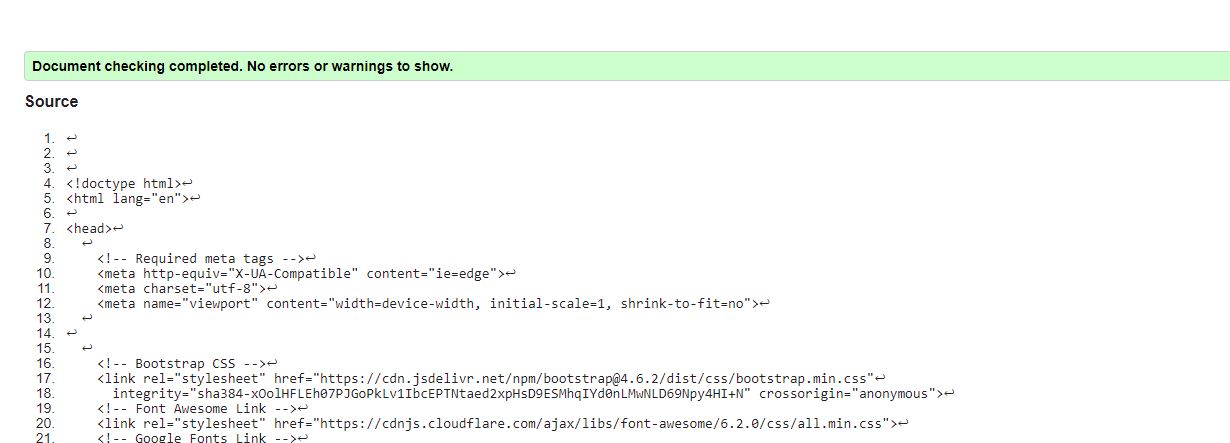 Document checking completed. No errors or warnings to show.
Source
1. ↩
2. ↩
3. ↩
4. <!doctype html>↩
5. <html lang="en">↩
6. ↩
7. <head>↩
8. ↩
9. <!-- Required meta tags -->↩
10. <meta http-equiv="X-UA-Compatible" content="ie=edge">↩
11. <meta charset="utf-8">↩
12. <meta name="viewport" content="width=device-width, initial-scale=1, shrink-to-fit=no">↩
13. ↩
14. ↩
15. ↩
16. <!-- Bootstrap CSS -->↩
17. <link rel="stylesheet" href="https://cdn.jsdelivr.net/npm/bootstrap@4.6.2/dist/css/bootstrap.min.css"↩
18. integrity="sha384-xOolHFLEh07PJGoPkLv1IbcEPTNtaed2xpHsD9ESMhqIYd0nLMwNLD69Npy4HI+N" crossorigin="anonymous">↩
19. <!-- Font Awesome Link -->↩
20. <link rel="stylesheet" href="https://cdnjs.cloudflare.com/ajax/libs/font-awesome/6.2.0/css/all.min.css">↩
21. <!-- Google Fonts Link -->↩